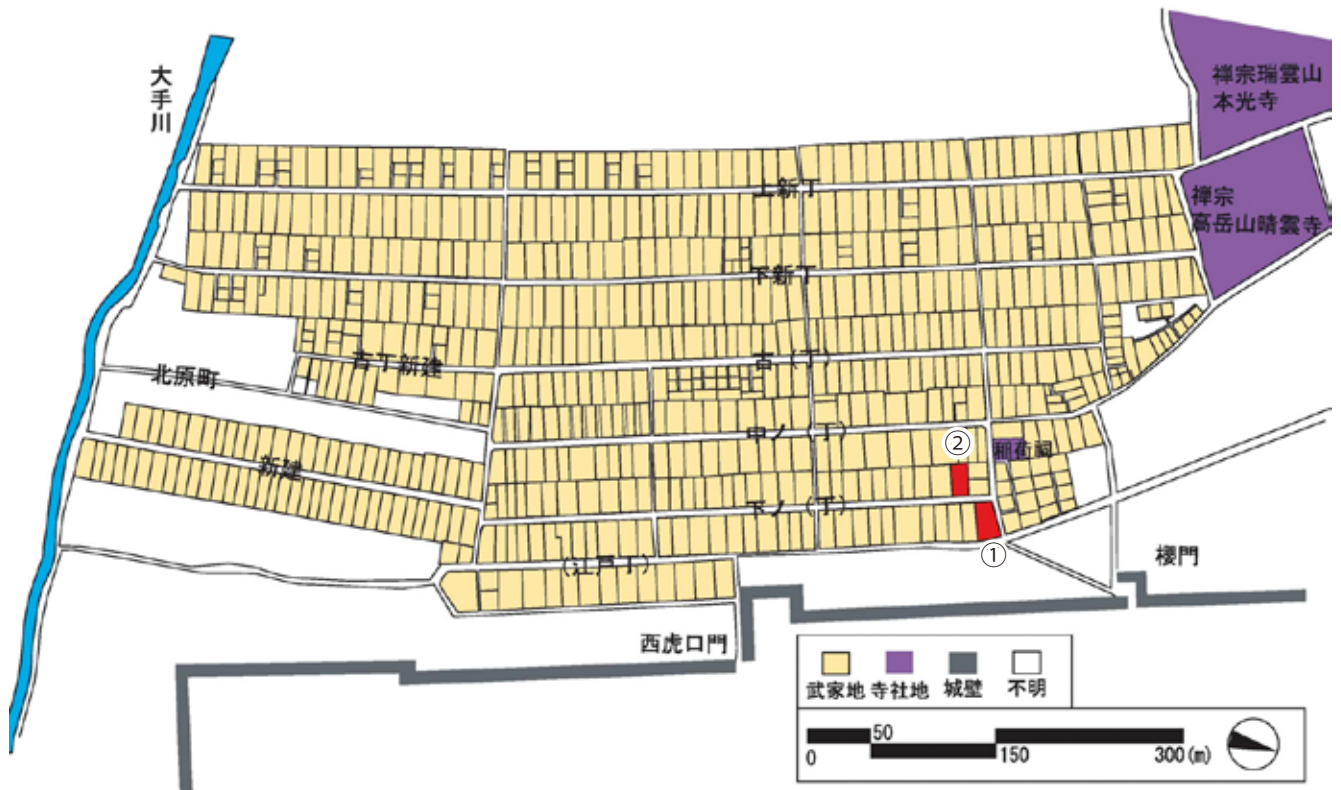 大手川
禅宗瑞雲山
本光寺
禅宗
高岳山晴雲寺
上新丁
下新丁
古（丁）
古丁新建
北原町
中ノ（丁）
②
稲荷祠
新建
下ノ（丁）
①
（江戸丁）
櫻門
西虎口門
武家地 寺社地 城壁 不明
50
0 150 300(m)